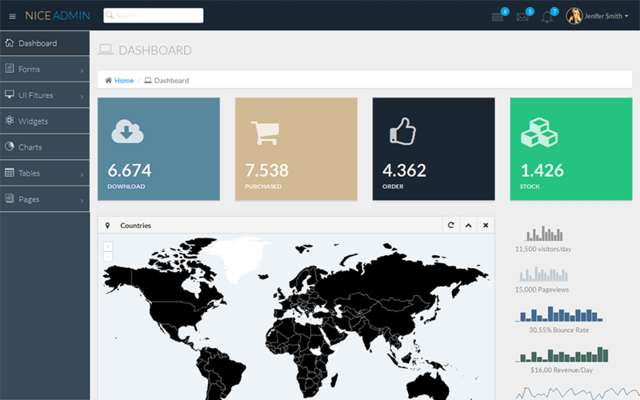 NICE ADMIN
Search
6
5
7
Jenifer Smith
Dashboard
Forms
UI Fitures
Widgets
Charts
Tables
Pages
DASHBOARD
Home / Dashboard
6.674
DOWNLOAD
7.538
PURCHASED
4.362
ORDER
1.426
STOCK
Countries
+
-
11,500 visitors/day
15,000 Pageviews
30.55% Bounce Rate
$16,00 Revenue/Day